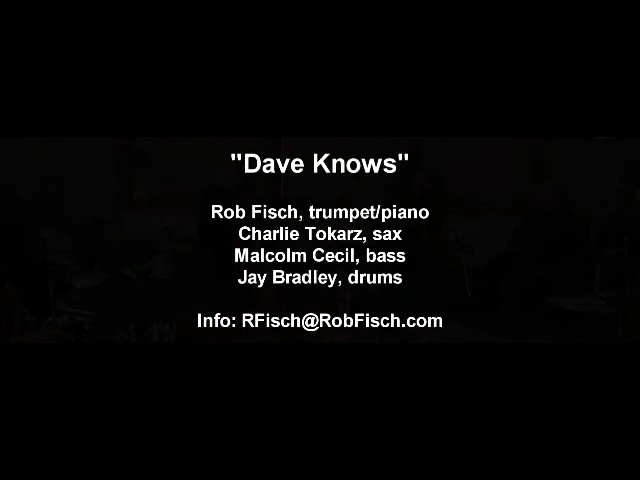 "Dave Knows"
Rob Fisch, trumpet/piano
Charlie Tokarz, sax
Malcolm Cecil, bass
Jay Bradley, drums
Info: RFisch@RobFisch.com